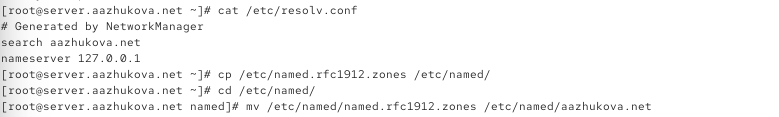 [root@server.aazhukova.net ~]# cat /etc/resolv.conf
# Generated by NetworkManager
search aazhukova.net
nameserver 127.0.0.1
[root@server.aazhukova.net ~]# cp /etc/named.rfc1912.zones /etc/named/
[root@server.aazhukova.net ~]# cd /etc/named/
[root@server.aazhukova.net named]# mv /etc/named/named.rfc1912.zones /etc/named/aazhukova.net